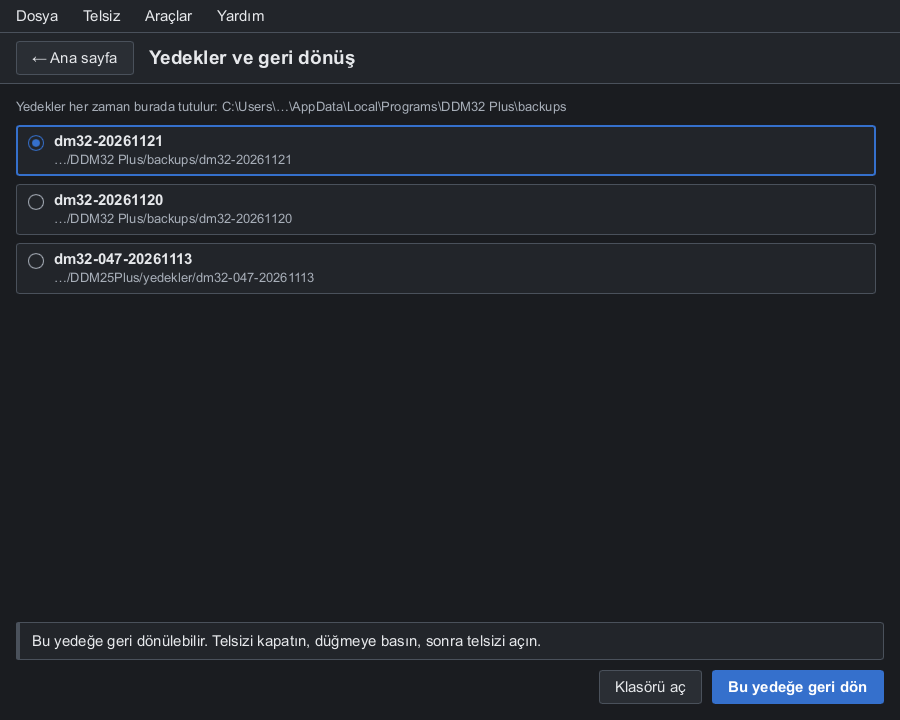 Dosya Telsiz Araçlar Yardım
← Ana sayfa Yedekler ve geri dönüş
Yedekler her zaman burada tutulur: C:\Users\…\AppData\Local\Programs\DDM32 Plus\backups
dm32-20261121
…/DDM32 Plus/backups/dm32-20261121
dm32-20261120
…/DDM32 Plus/backups/dm32-20261120
dm32-047-20261113
…/DDM25Plus/yedekler/dm32-047-20261113
Bu yedeğe geri dönülebilir. Telsizi kapatın, düğmeye basın, sonra telsizi açın.
Klasörü aç Bu yedeğe geri dön